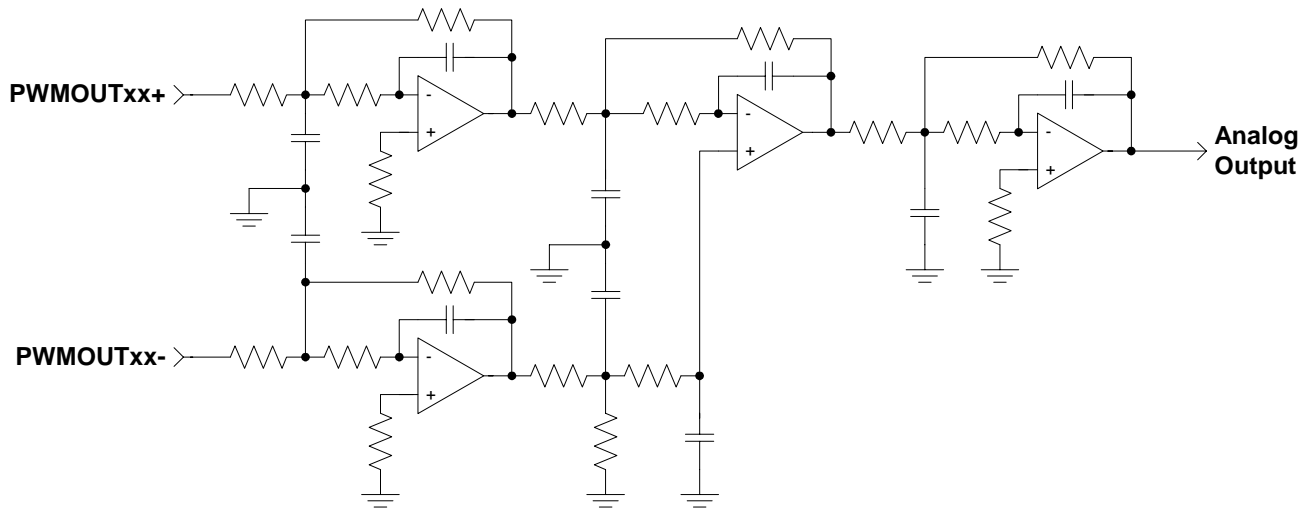 PWMOUTxx+
Analog
Output
PWMOUTxx-
-
+
-
+
-
+
-
+